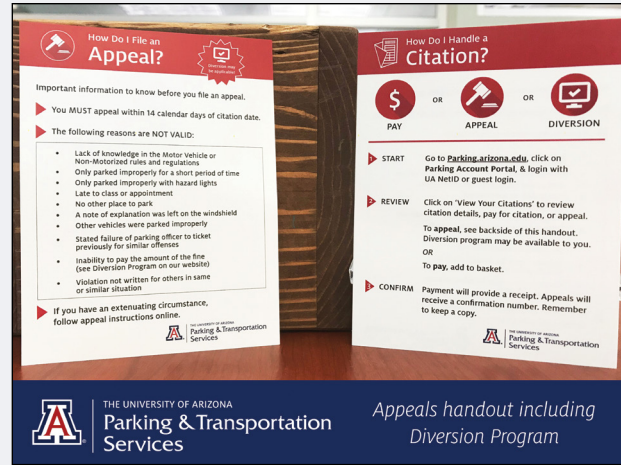 How Do I File an
Appeal?
Diversion may
be applicable!
Important information to know before you file an appeal.
You MUST appeal within 14 calendar days of citation date.
The following reasons are NOT VALID:
• Lack of knowledge in the Motor Vehicle or
Non-Motorized rules and regulations
• Only parked improperly for a short period of time
• Only parked improperly with hazard lights
• Late to class or appointment
• No other place to park
• A note of explanation was left on the windshield
• Other vehicles were parked improperly
• Stated failure of parking officer to ticket
previously for similar offenses
• Inability to pay the amount of the fine
(see Diversion Program on our website)
• Violation not written for others in same
or similar situation
If you have an extenuating circumstance,
follow appeal instructions online.
A
THE UNIVERSITY OF ARIZONA
Parking & Transportation
Services
How Do I Handle a
Citation?
$
OR
OR
PAY
APPEAL
DIVERSION
1 START
Go to Parking.arizona.edu, click on
Parking Account Portal, & login with
UA NetID or guest login.
2 REVIEW
Click on 'View Your Citations' to review
citation details, pay for citation, or appeal.
To appeal, see backside of this handout.
Diversion program may be available to you.
OR
To pay, add to basket.
3 CONFIRM
Payment will provide a receipt. Appeals will
receive a confirmation number. Remember
to keep a copy.
A
THE UNIVERSITY OF ARIZONA
Parking & Transportation
Services
A
THE UNIVERSITY OF ARIZONA
Parking & Transportation
Services
Appeals handout including
Diversion Program